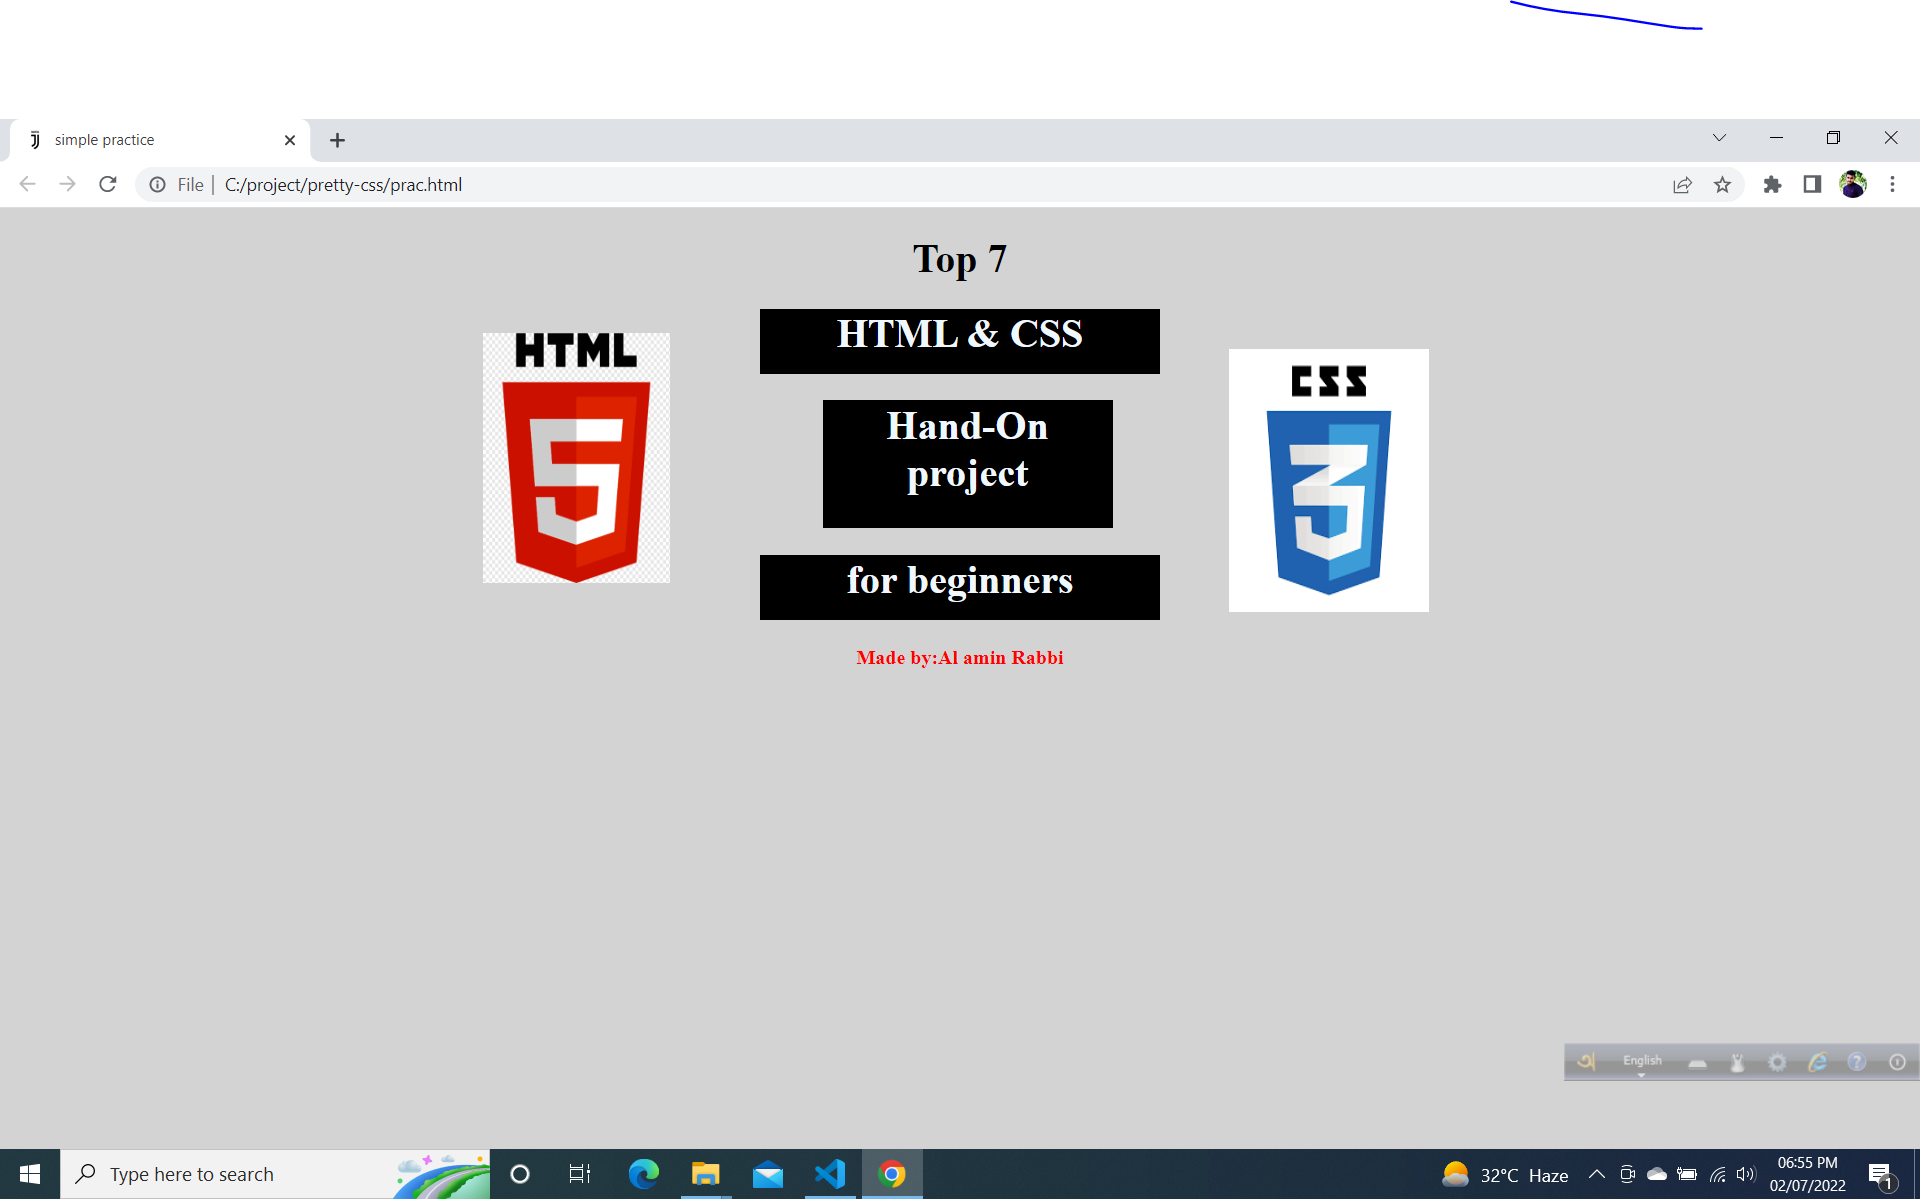 simple practice
File
C:/project/pretty-css/prac.html
Top 7
HTML & CSS
HTML
CSS
Hand-On
project
for beginners
Made by:Al amin Rabbi
অ English
Type here to search
32°C Haze
06:55 PM
02/07/2022
1